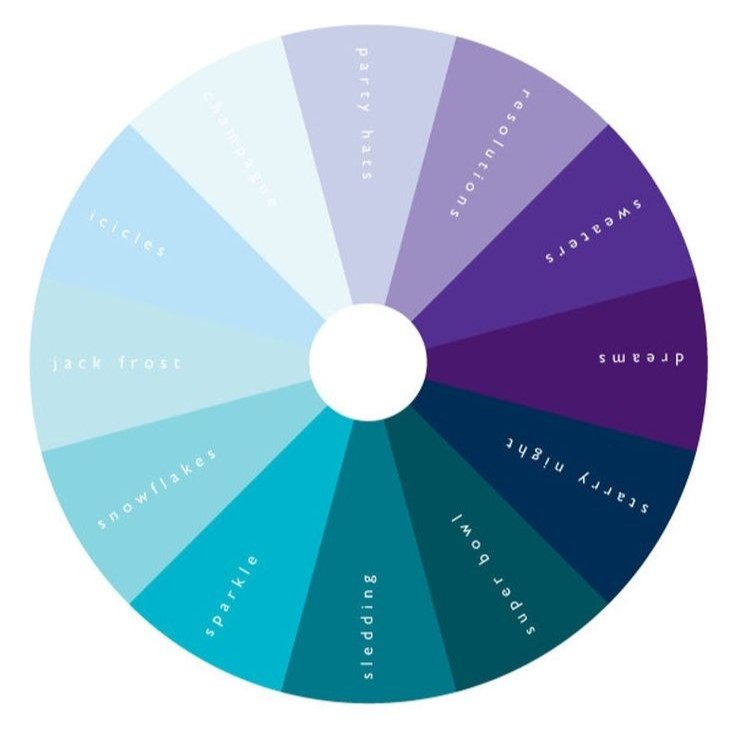 party hats
resolutions
sweaters
dreams
starry night
super bowl
sledding
sparkle
snowflakes
jack frost
icicles
champagne